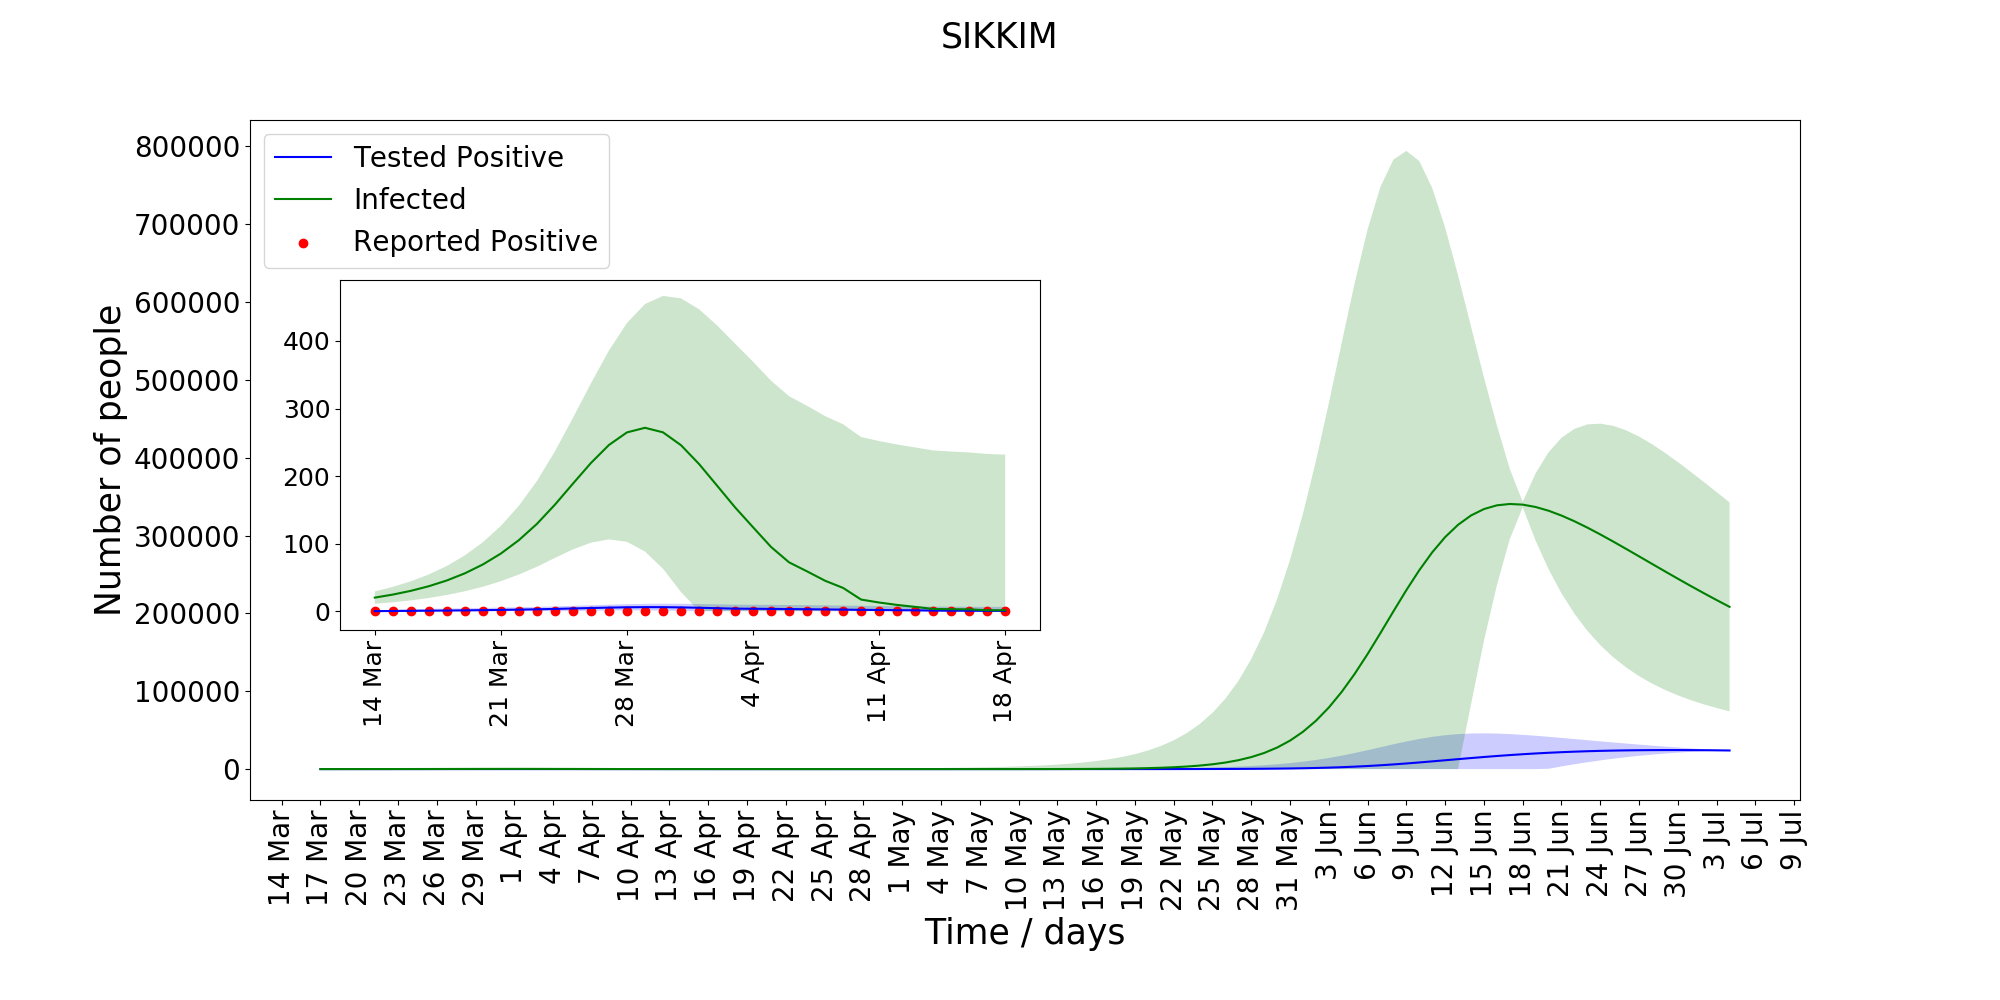 SIKKIM
Tested Positive
Infected
Reported Positive
Number of people
800000
700000
600000
500000
400000
300000
200000
100000
0
400
300
200
100
0
14 Mar
21 Mar
28 Mar
4 Apr
11 Apr
18 Apr
14 Mar
17 Mar
20 Mar
23 Mar
26 Mar
29 Mar
1 Apr
4 Apr
7 Apr
10 Apr
13 Apr
16 Apr
19 Apr
22 Apr
25 Apr
28 Apr
1 May
4 May
7 May
10 May
13 May
16 May
19 May
22 May
25 May
28 May
31 May
3 Jun
6 Jun
9 Jun
12 Jun
15 Jun
18 Jun
21 Jun
24 Jun
27 Jun
30 Jun
3 Jul
6 Jul
9 Jul
Time / days